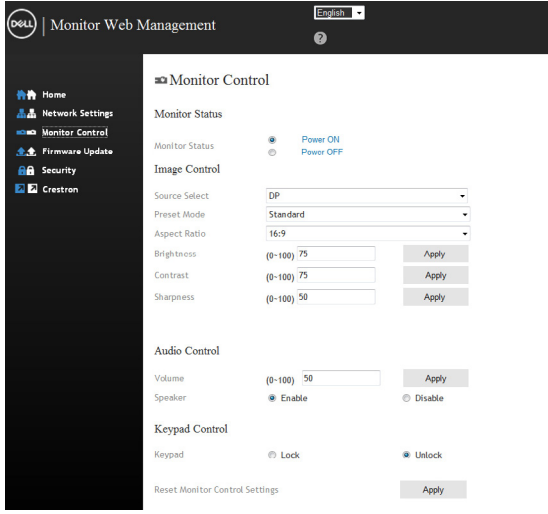 DELL | Monitor Web Management
English
?
Home
Network Settings
Monitor Control
Firmware Update
Security
Crestron
Monitor Control
Monitor Status
Monitor Status Power ON
Power OFF
Image Control
Source Select DP
Preset Mode Standard
Aspect Ratio 16:9
Brightness (0~100) 75 Apply
Contrast (0~100) 75 Apply
Sharpness (0~100) 50 Apply
Audio Control
Volume (0~100) 50 Apply
Speaker Enable Disable
Keypad Control
Keypad Lock Unlock
Reset Monitor Control Settings Apply